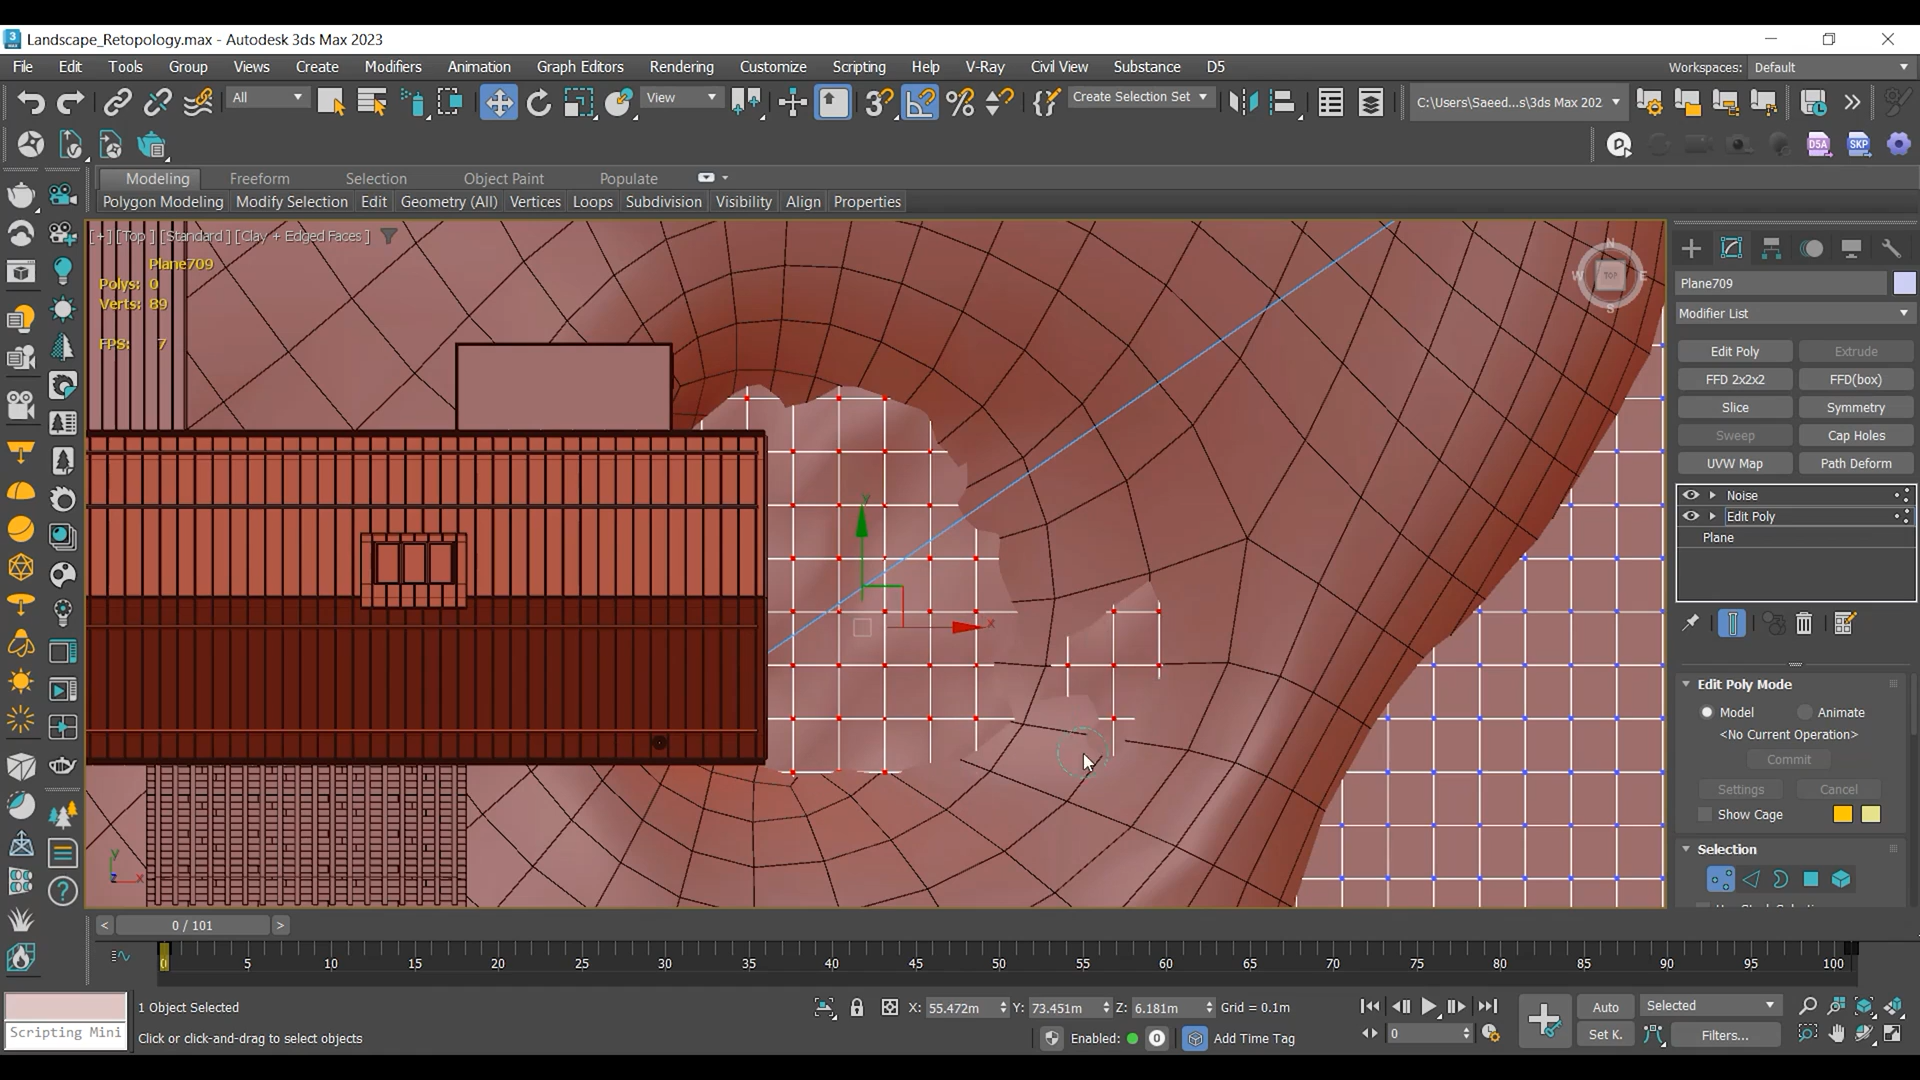 Landscape_Retopology.max - Autodesk 3ds Max 2023
File Edit Tools Group Views Create Modifiers Animation Graph Editors Rendering Customize Scripting Help V-Ray Civil View Substance D5
Workspaces: Default
All View Create Selection Set C:\Users\Saeed...s\3ds Max 202
D5A SKP
Modeling Freeform Selection Object Paint Populate
Polygon Modeling Modify Selection Edit Geometry (All) Vertices Loops Subdivision Visibility Align Properties
[+] [Top ] [Standard ] [Clay + Edged Faces ]
Plane709
Polys: 0
Verts: 89
FPS: 7
N
W TOP E
S
y
x
y
z x
Plane709
Modifier List
Edit Poly Extrude
FFD 2x2x2 FFD(box)
Slice Symmetry
Sweep Cap Holes
UVW Map Path Deform
Noise
Edit Poly
Plane
Edit Poly Mode
Model Animate
<No Current Operation>
Commit
Settings Cancel
Show Cage
Selection
< 0 / 101 >
0 5 10 15 20 25 30 35 40 45 50 55 60 65 70 75 80 85 90 95 100
1 Object Selected
X: 55.472m Y: 73.451m Z: 6.181m Grid = 0.1m
Auto Selected
Scripting Mini
Click or click-and-drag to select objects
Enabled: 0 Add Time Tag
0
Set K. Filters...